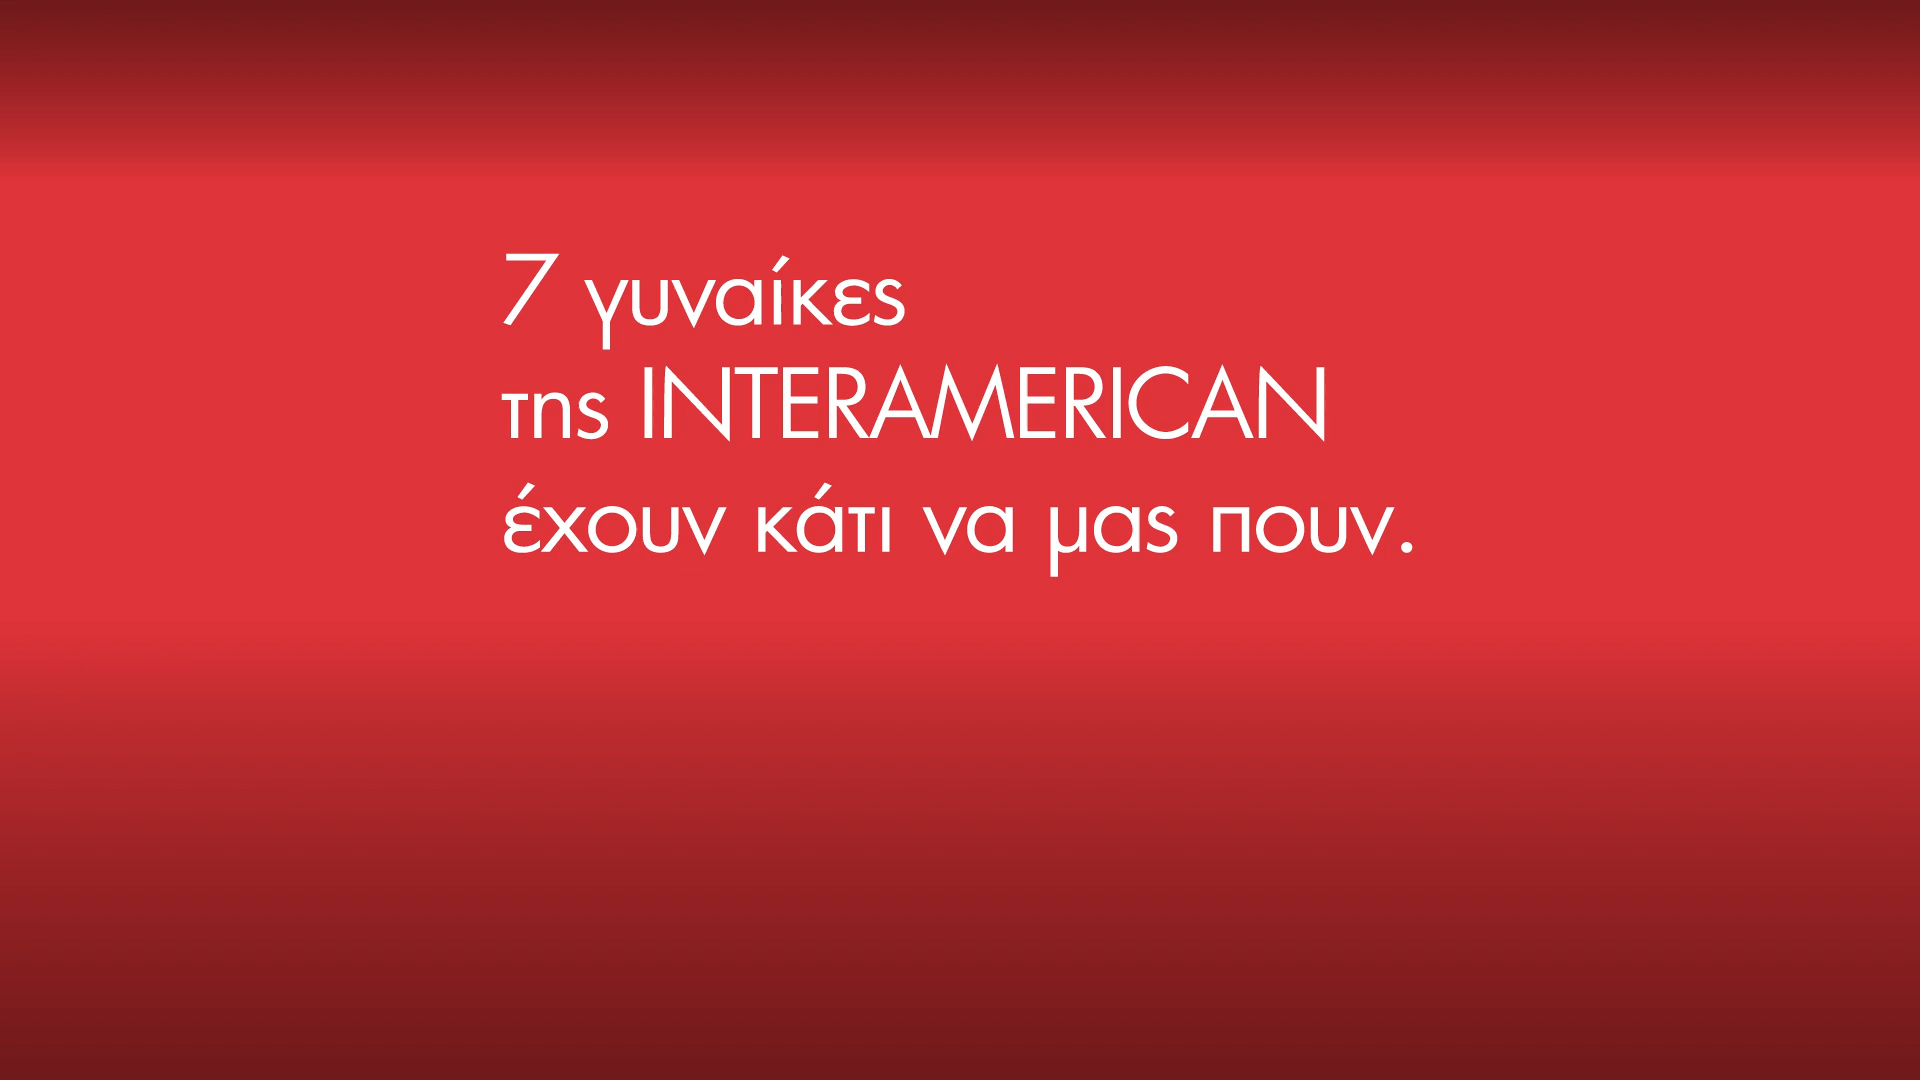 7 γυναίκες
της INTERAMERICAN
έχουν κάτι να μας πουν.